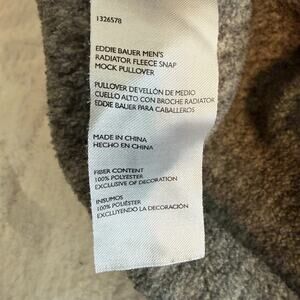 1326578
EDDIE BAUER MEN'S
RADIATOR FLEECE SNAP
MOCK PULLOVER
PULLOVER DE VELLÓN DE MEDIO
CUELLO ALTO CON BROCHE RADIATOR
EDDIE BAUER PARA CABALLEROS
MADE IN CHINA
HECHO EN CHINA
FIBER CONTENT
100% POLYESTER
EXCLUSIVE OF DECORATION
INSUMOS
100% POLIÉSTER
EXCLUYENDO LA DECORACIÓN